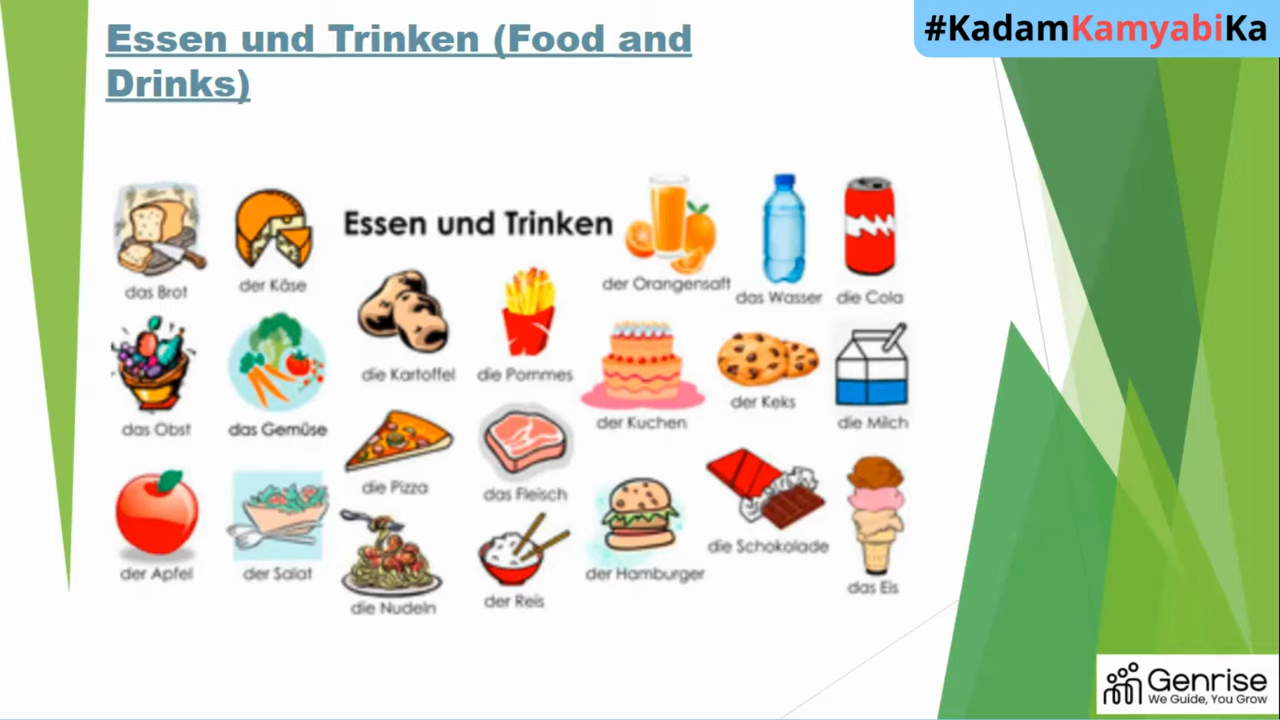 Essen und Trinken (Food and
Drinks)
#KadamKamyabiKa
Essen und Trinken
das Brot
der Käse
der Orangensaft
das Wasser
die Cola
die Kartoffel
die Pommes
der Kuchen
der Keks
die Milch
das Obst
das Gemüse
die Pizza
das Fleisch
der Hamburger
die Schokolade
das Eis
der Apfel
der Salat
die Nudeln
der Reis
Genrise
We Guide, You Grow